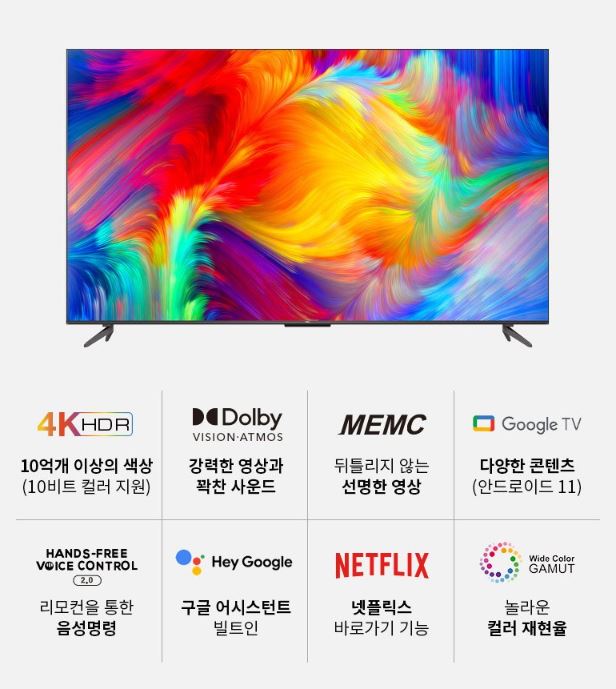 4K HDR
10억개 이상의 색상
(10비트 컬러 지원)
Dolby
VISION·ATMOS
강력한 영상과
꽉찬 사운드
MEMC
뒤틀리지 않는
선명한 영상
Google TV
다양한 콘텐츠
(안드로이드 11)
HANDS-FREE
VOICE CONTROL
2.0
리모컨을 통한
음성명령
Hey Google
구글 어시스턴트
빌트인
NETFLIX
넷플릭스
바로가기 기능
Wide Color
GAMUT
놀라운
컬러 재현율